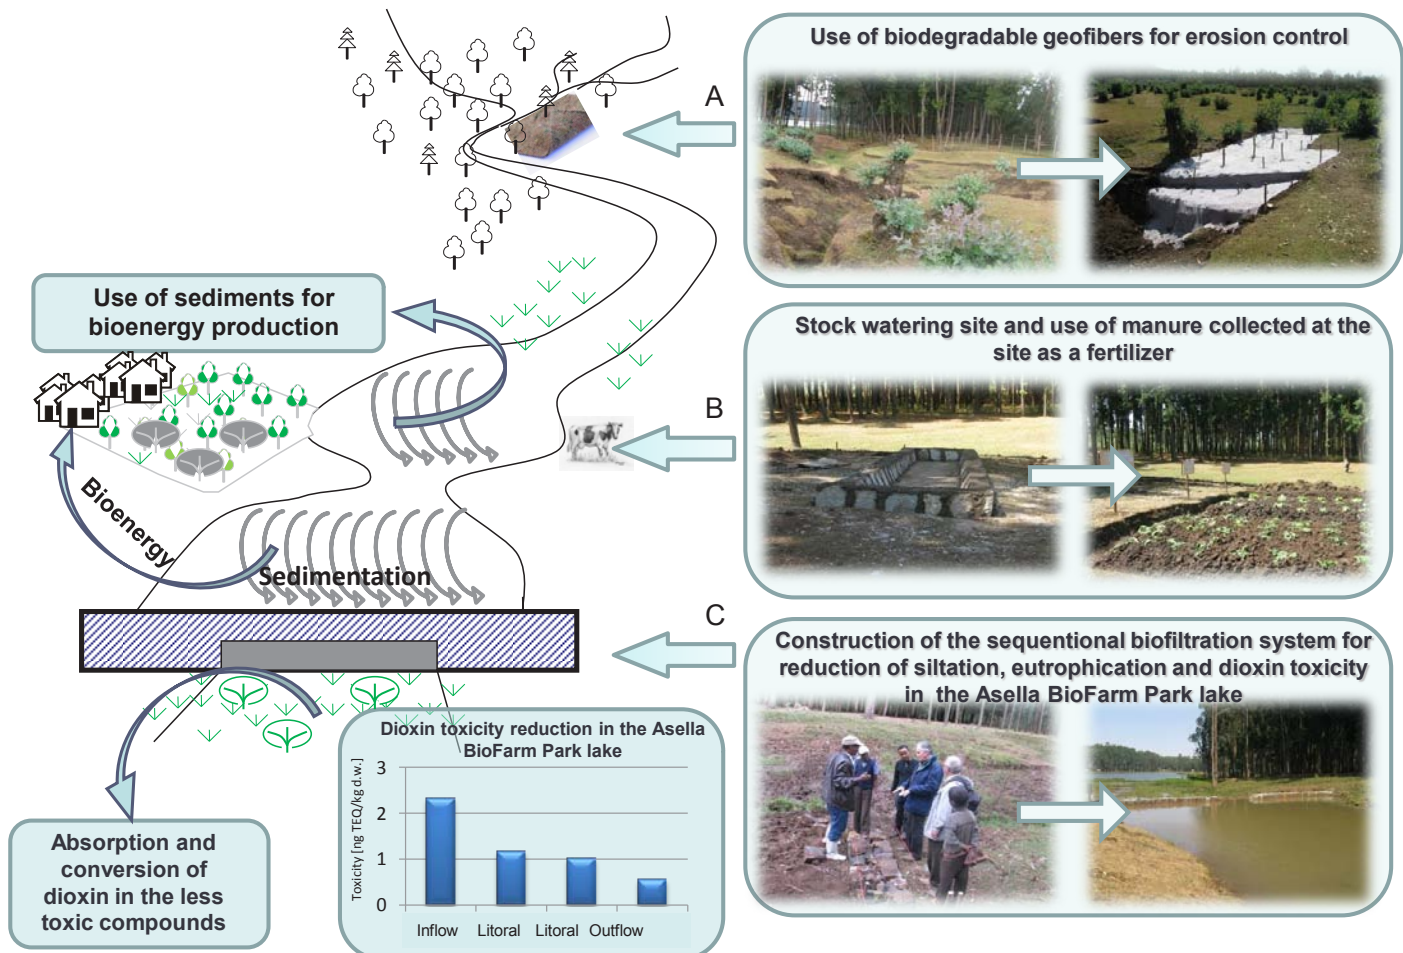 A
Use of biodegradable geofibers for erosion control
Use of sediments for
bioenergy production
B
Stock watering site and use of manure collected at the
site as a fertilizer
Bioenergy
Sedimentation
C
Construction of the sequentional biofiltration system for
reduction of siltation, eutrophication and dioxin toxicity
in the Asella BioFarm Park lake
Absorption and
conversion of
dioxin in the less
toxic compounds
Dioxin toxicity reduction in the Asella
BioFarm Park lake
Toxicity [ng TEQ/kg d.w.]
3
2
1
0
Inflow Litoral Litoral Outflow